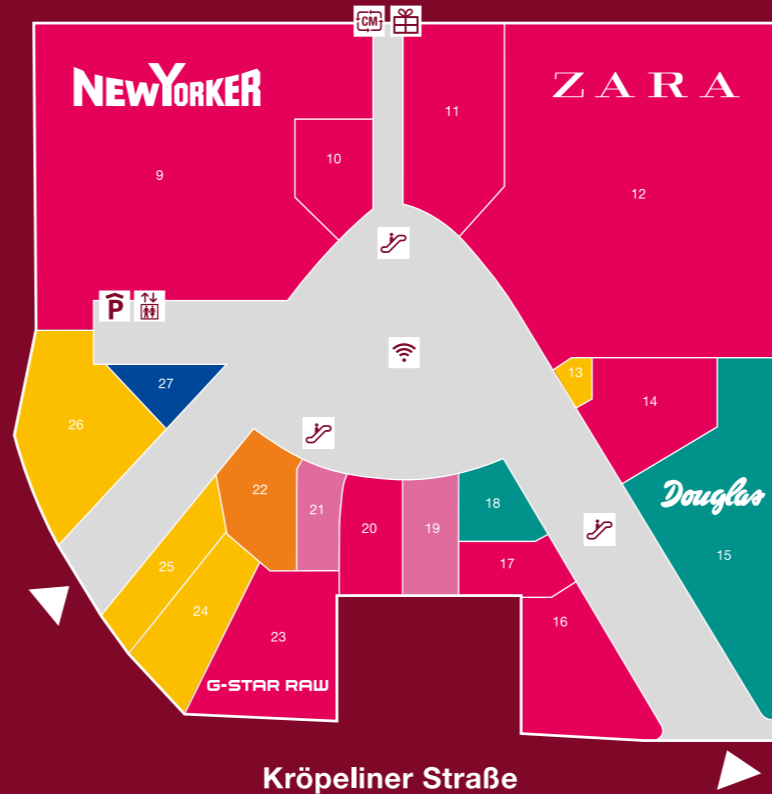 CM
NEWYORKER
ZARA
11
10
9
12
P
27
13
14
26
22
21
20
19
18
Douglas
15
25
17
24
16
23
G-STAR RAW
Kröpeliner Straße